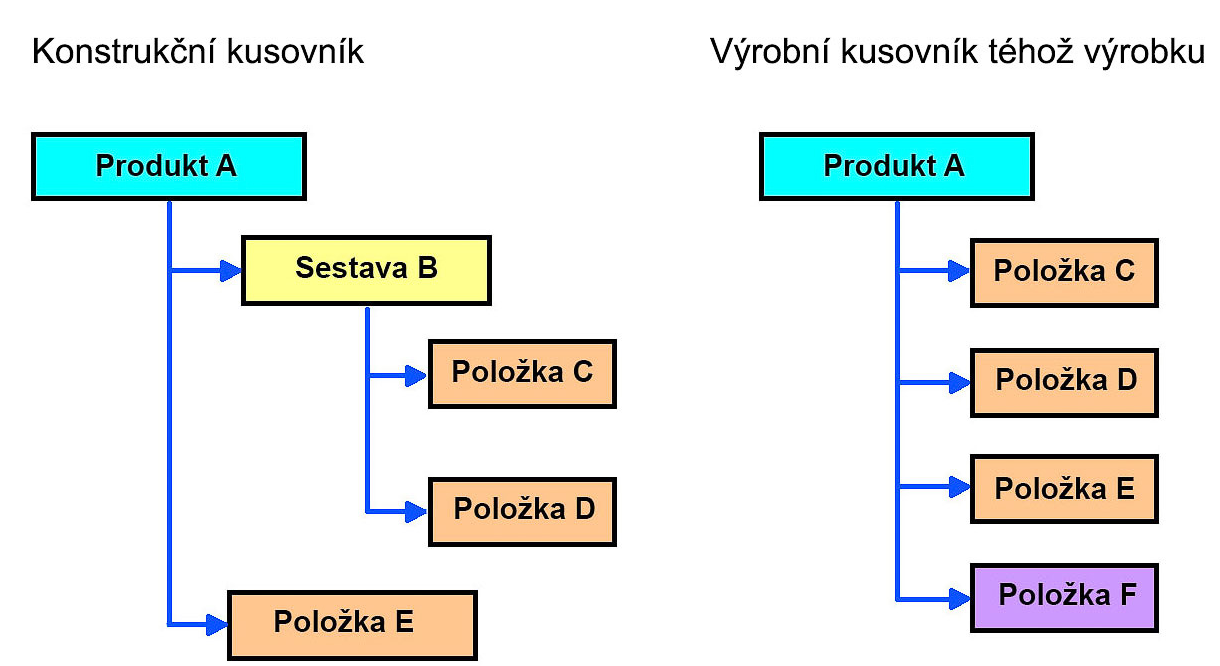 Konstrukční kusovník
Produkt A
Sestava B
Položka C
Položka D
Položka E
Výrobní kusovník téhož výrobku
Produkt A
Položka C
Položka D
Položka E
Položka F